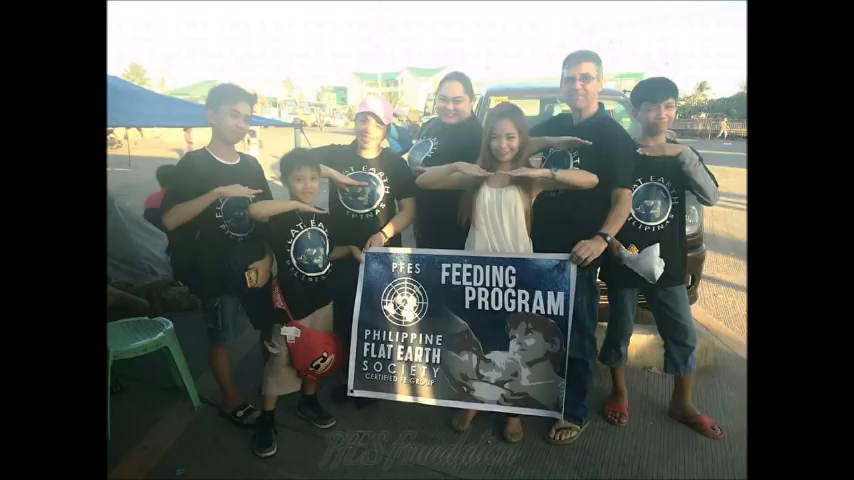 FLAT EARTH
PILIPINAS
FLAT EARTH
PILIPINAS
FLAT EARTH
PILIPINAS
PFES
FEEDING
PROGRAM
PHILIPPINE
FLAT EARTH
SOCIETY
CERTIFIED FE GROUP
PFES Foundation